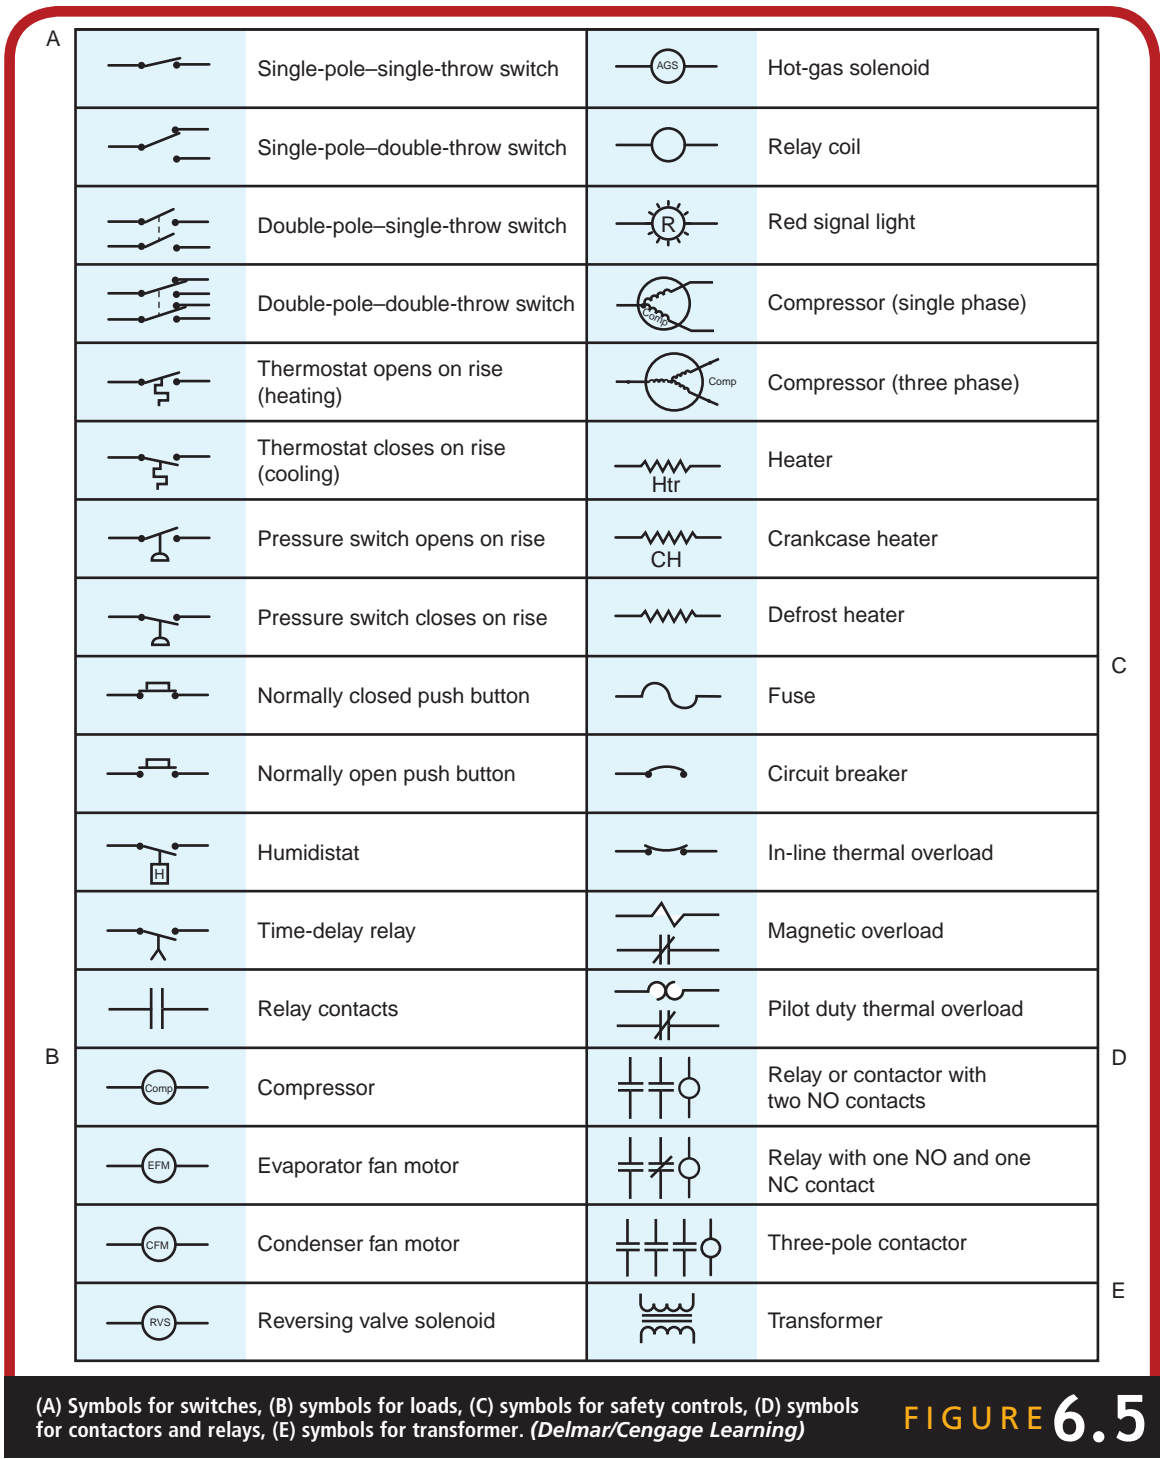 A
Single-pole–single-throw switch
Single-pole–double-throw switch
Double-pole–single-throw switch
Double-pole–double-throw switch
Thermostat opens on rise
(heating)
Thermostat closes on rise
(cooling)
Pressure switch opens on rise
Pressure switch closes on rise
Normally closed push button
Normally open push button
H
Humidistat
Time-delay relay
Relay contacts
B
Comp
Compressor
EFM
Evaporator fan motor
CFM
Condenser fan motor
RVS
Reversing valve solenoid
AGS
Hot-gas solenoid
Relay coil
R
Red signal light
Comp
Compressor (single phase)
Comp
Compressor (three phase)
Htr
Heater
CH
Crankcase heater
Defrost heater
C
Fuse
Circuit breaker
In-line thermal overload
Magnetic overload
Pilot duty thermal overload
D
Relay or contactor with
two NO contacts
Relay with one NO and one
NC contact
Three-pole contactor
E
Transformer
(A) Symbols for switches, (B) symbols for loads, (C) symbols for safety controls, (D) symbols
for contactors and relays, (E) symbols for transformer. (Delmar/Cengage Learning)
FIGURE 6.5